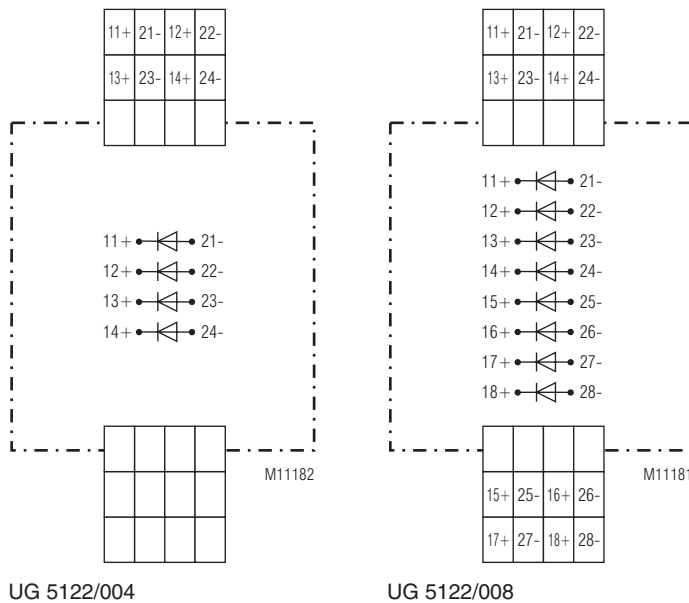 11+ 21- 12+ 22-
13+ 23- 14+ 24-
11+ 21-
12+ 22-
13+ 23-
14+ 24-
M11182
UG 5122/004
11+ 21- 12+ 22-
13+ 23- 14+ 24-
11+ 21-
12+ 22-
13+ 23-
14+ 24-
15+ 25-
16+ 26-
17+ 27-
18+ 28-
M11181
15+ 25- 16+ 26-
17+ 27- 18+ 28-
UG 5122/008